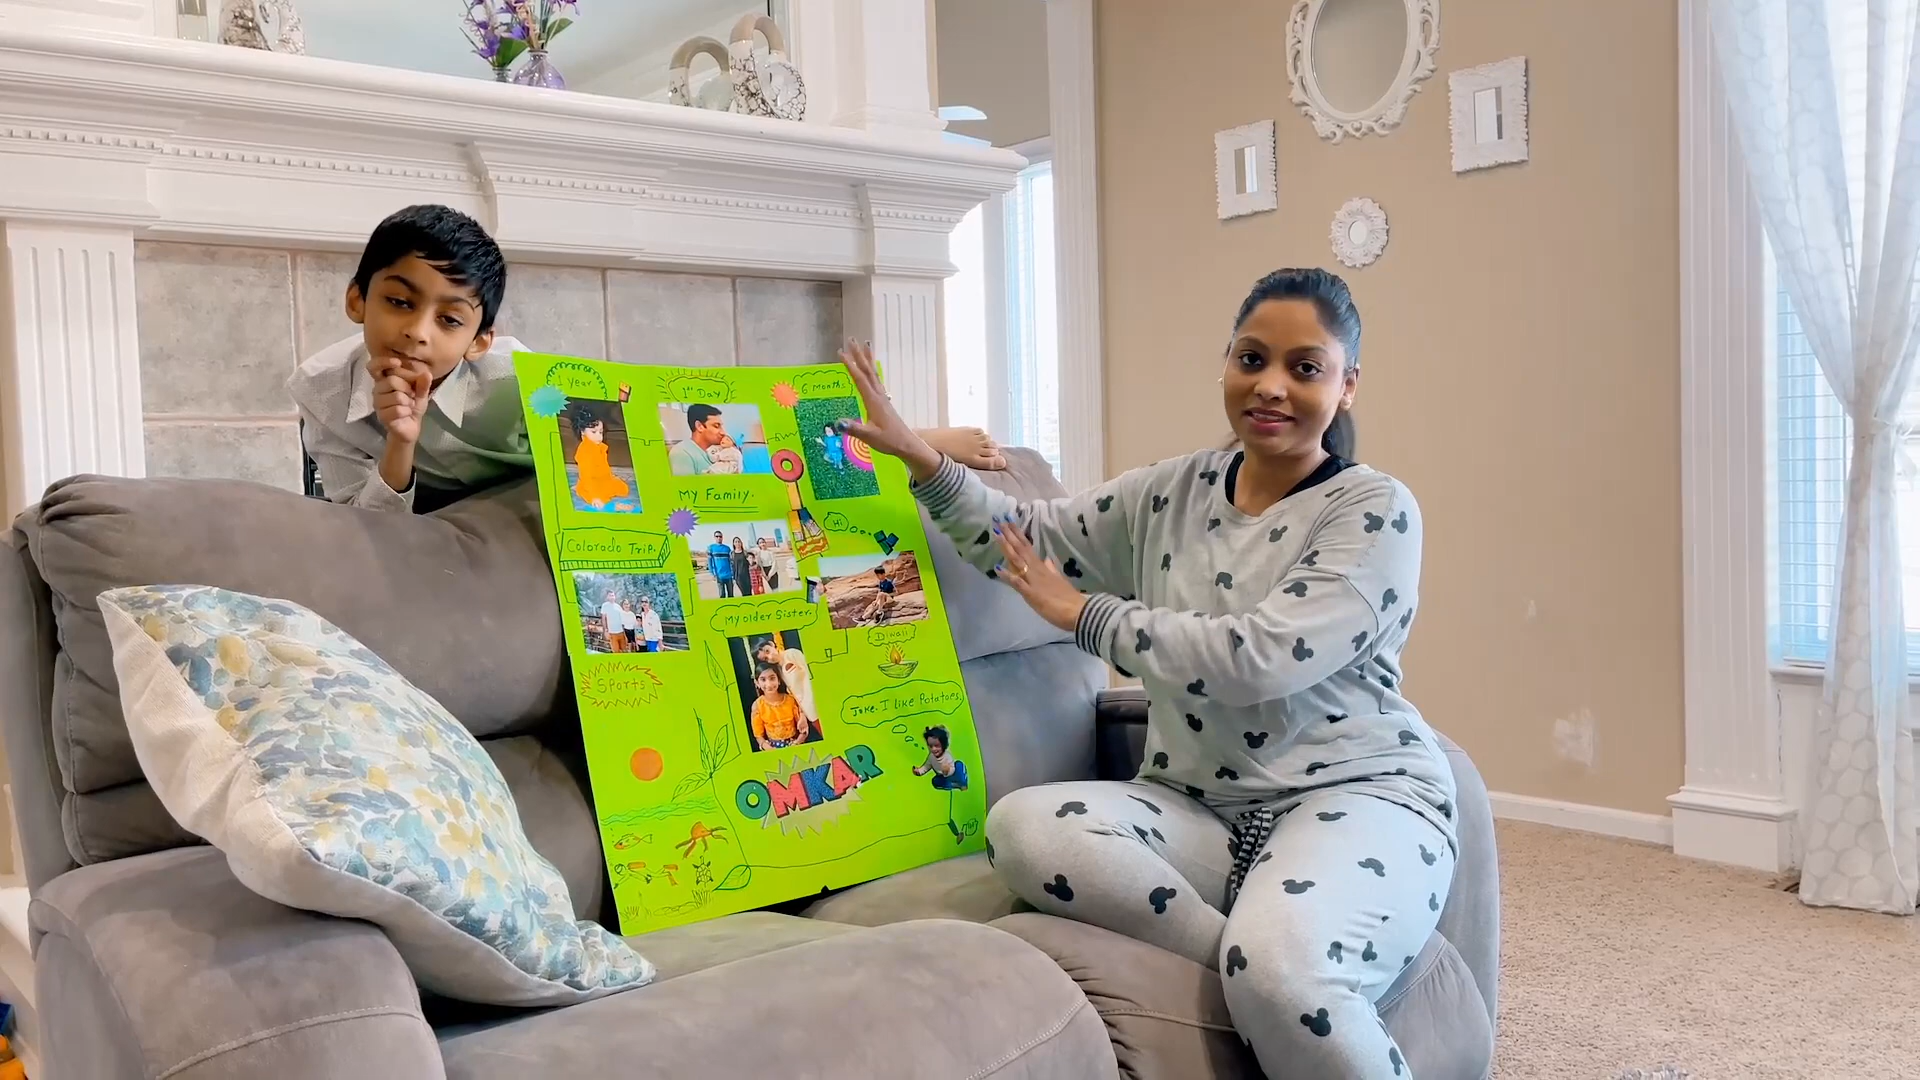 1 year
1st Day
6 Months
My Family.
Hi
Colorado Trip.
My older Sister.
Diwali
Sports
Joke. I like Potatoes.
OMKAR